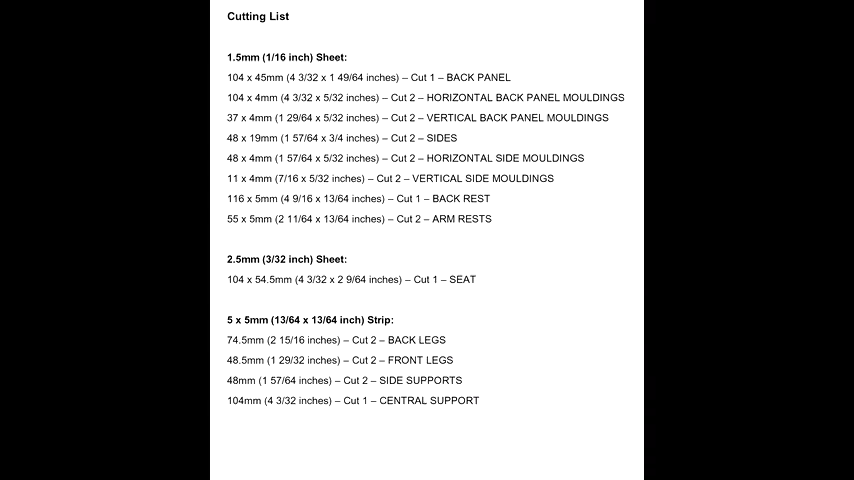 Cutting List
1.5mm (1/16 inch) Sheet:
104 x 45mm (4 3/32 x 1 49/64 inches) – Cut 1 – BACK PANEL
104 x 4mm (4 3/32 x 5/32 inches) – Cut 2 – HORIZONTAL BACK PANEL MOULDINGS
37 x 4mm (1 29/64 x 5/32 inches) – Cut 2 – VERTICAL BACK PANEL MOULDINGS
48 x 19mm (1 57/64 x 3/4 inches) – Cut 2 – SIDES
48 x 4mm (1 57/64 x 5/32 inches) – Cut 2 – HORIZONTAL SIDE MOULDINGS
11 x 4mm (7/16 x 5/32 inches) – Cut 2 – VERTICAL SIDE MOULDINGS
116 x 5mm (4 9/16 x 13/64 inches) – Cut 1 – BACK REST
55 x 5mm (2 11/64 x 13/64 inches) – Cut 2 – ARM RESTS
2.5mm (3/32 inch) Sheet:
104 x 54.5mm (4 3/32 x 2 9/64 inches) – Cut 1 – SEAT
5 x 5mm (13/64 x 13/64 inch) Strip:
74.5mm (2 15/16 inches) – Cut 2 – BACK LEGS
48.5mm (1 29/32 inches) – Cut 2 – FRONT LEGS
48mm (1 57/64 inches) – Cut 2 – SIDE SUPPORTS
104mm (4 3/32 inches) – Cut 1 – CENTRAL SUPPORT